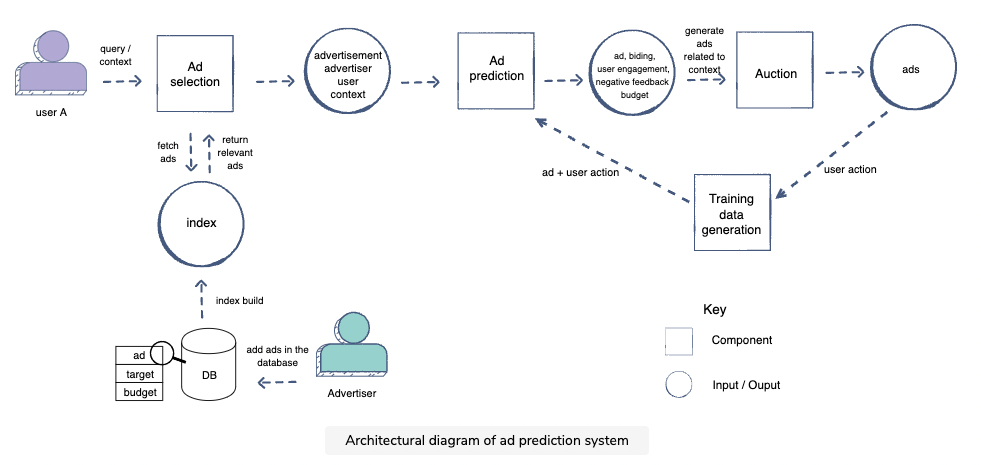 query /
context
user A
Ad
selection
advertisement
advertiser
user
context
Ad
prediction
ad, biding,
user engagement,
negative feedback
budget
generate
ads
related to
context
Auction
ads
fetch
ads
return
relevant
ads
ad + user action
user action
Training
data
generation
index
index build
ad
target
budget
DB
add ads in the
database
Advertiser
Key
Component
Input / Ouput
Architectural diagram of ad prediction system